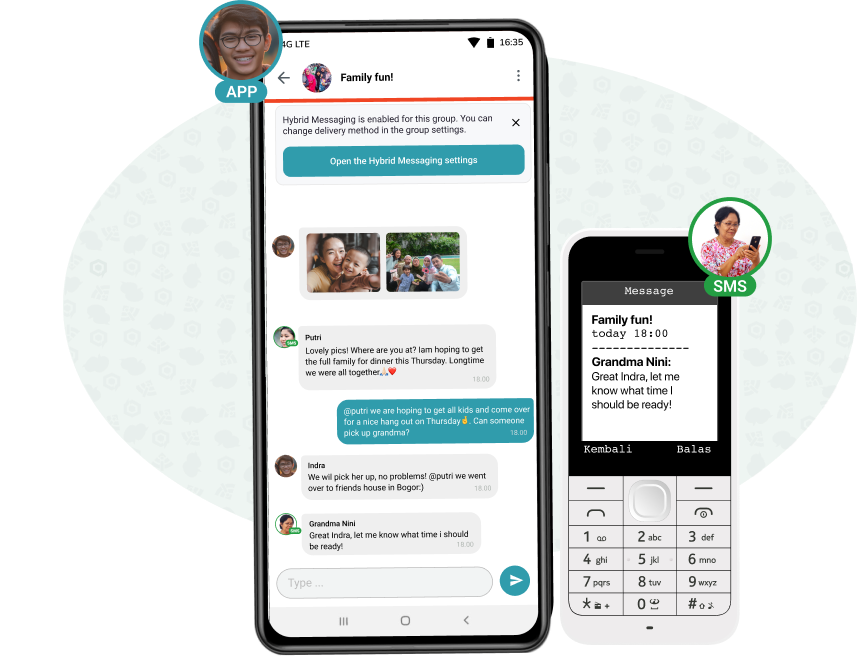 4G LTE
16:35
APP
Family fun!
Hybrid Messaging is enabled for this group. You can
change delivery method in the group settings.
Open the Hybrid Messaging settings
Putri
SMS
Lovely pics! Where are you at? Iam hoping to get
the full family for dinner this Thursday. Longtime
we were all together🙏🏻❤️
18.00
@putri we are hoping to get all kids and come over
for a nice hang out on Thursday🤞. Can someone
pick up grandma?
18.00
Indra
We wil pick her up, no problems! @putri we went
over to friends house in Bogor:)
18.00
Grandma Nini
SMS
Great Indra, let me know what time i should
be ready!
18.00
Type ...
SMS
Message
Family fun!
today 18:00
--------------
Grandma Nini:
Great Indra, let me
know what time I
should be ready!
Kembali Balas
1 2 abc 3 def
4 ghi 5 jkl 6 mno
7 pqrs 8 tuv 9 wxyz
* + 0 #